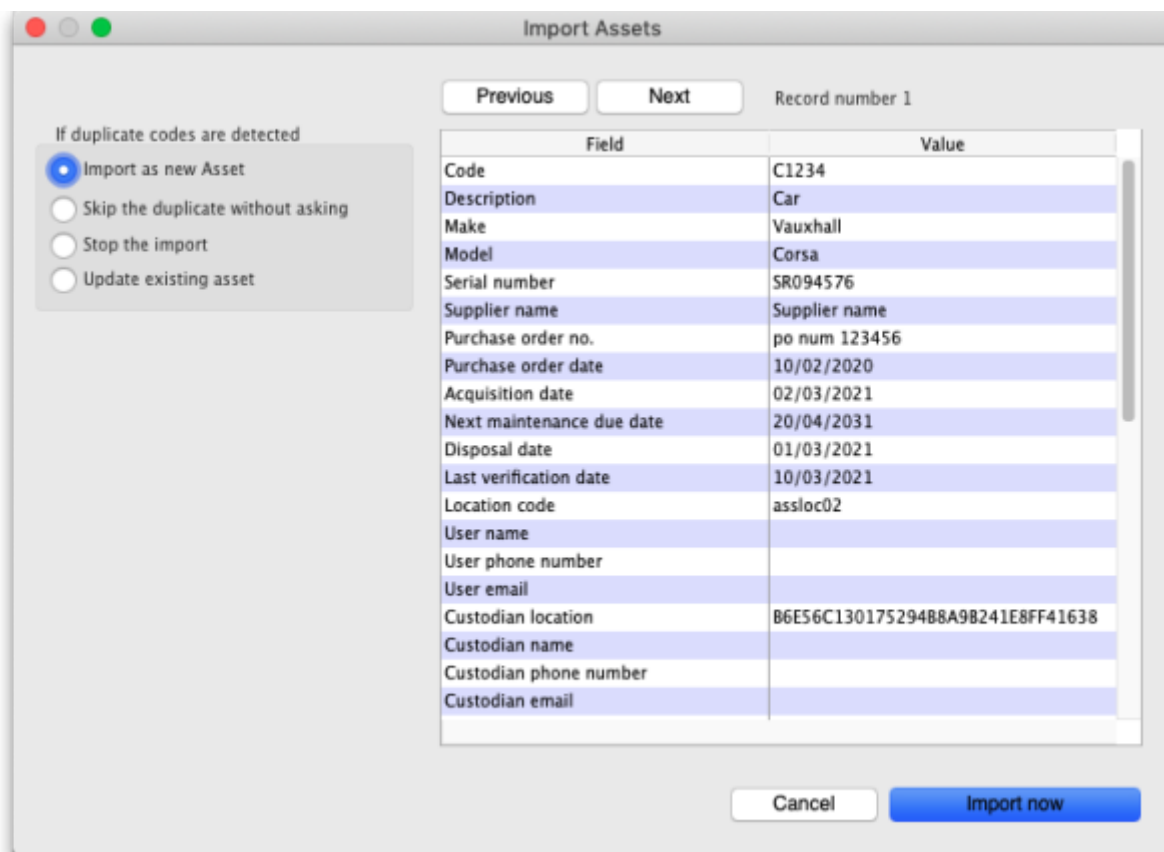 Import Assets
Previous Next Record number 1
If duplicate codes are detected
Import as new Asset
Skip the duplicate without asking
Stop the import
Update existing asset
Field Value
Code C1234
Description Car
Make Vauxhall
Model Corsa
Serial number SR094576
Supplier name Supplier name
Purchase order no. po num 123456
Purchase order date 10/02/2020
Acquisition date 02/03/2021
Next maintenance due date 20/04/2031
Disposal date 01/03/2021
Last verification date 10/03/2021
Location code assloc02
User name
User phone number
User email
Custodian location B6E56C130175294B8A9B241E8FF41638
Custodian name
Custodian phone number
Custodian email
Cancel Import now